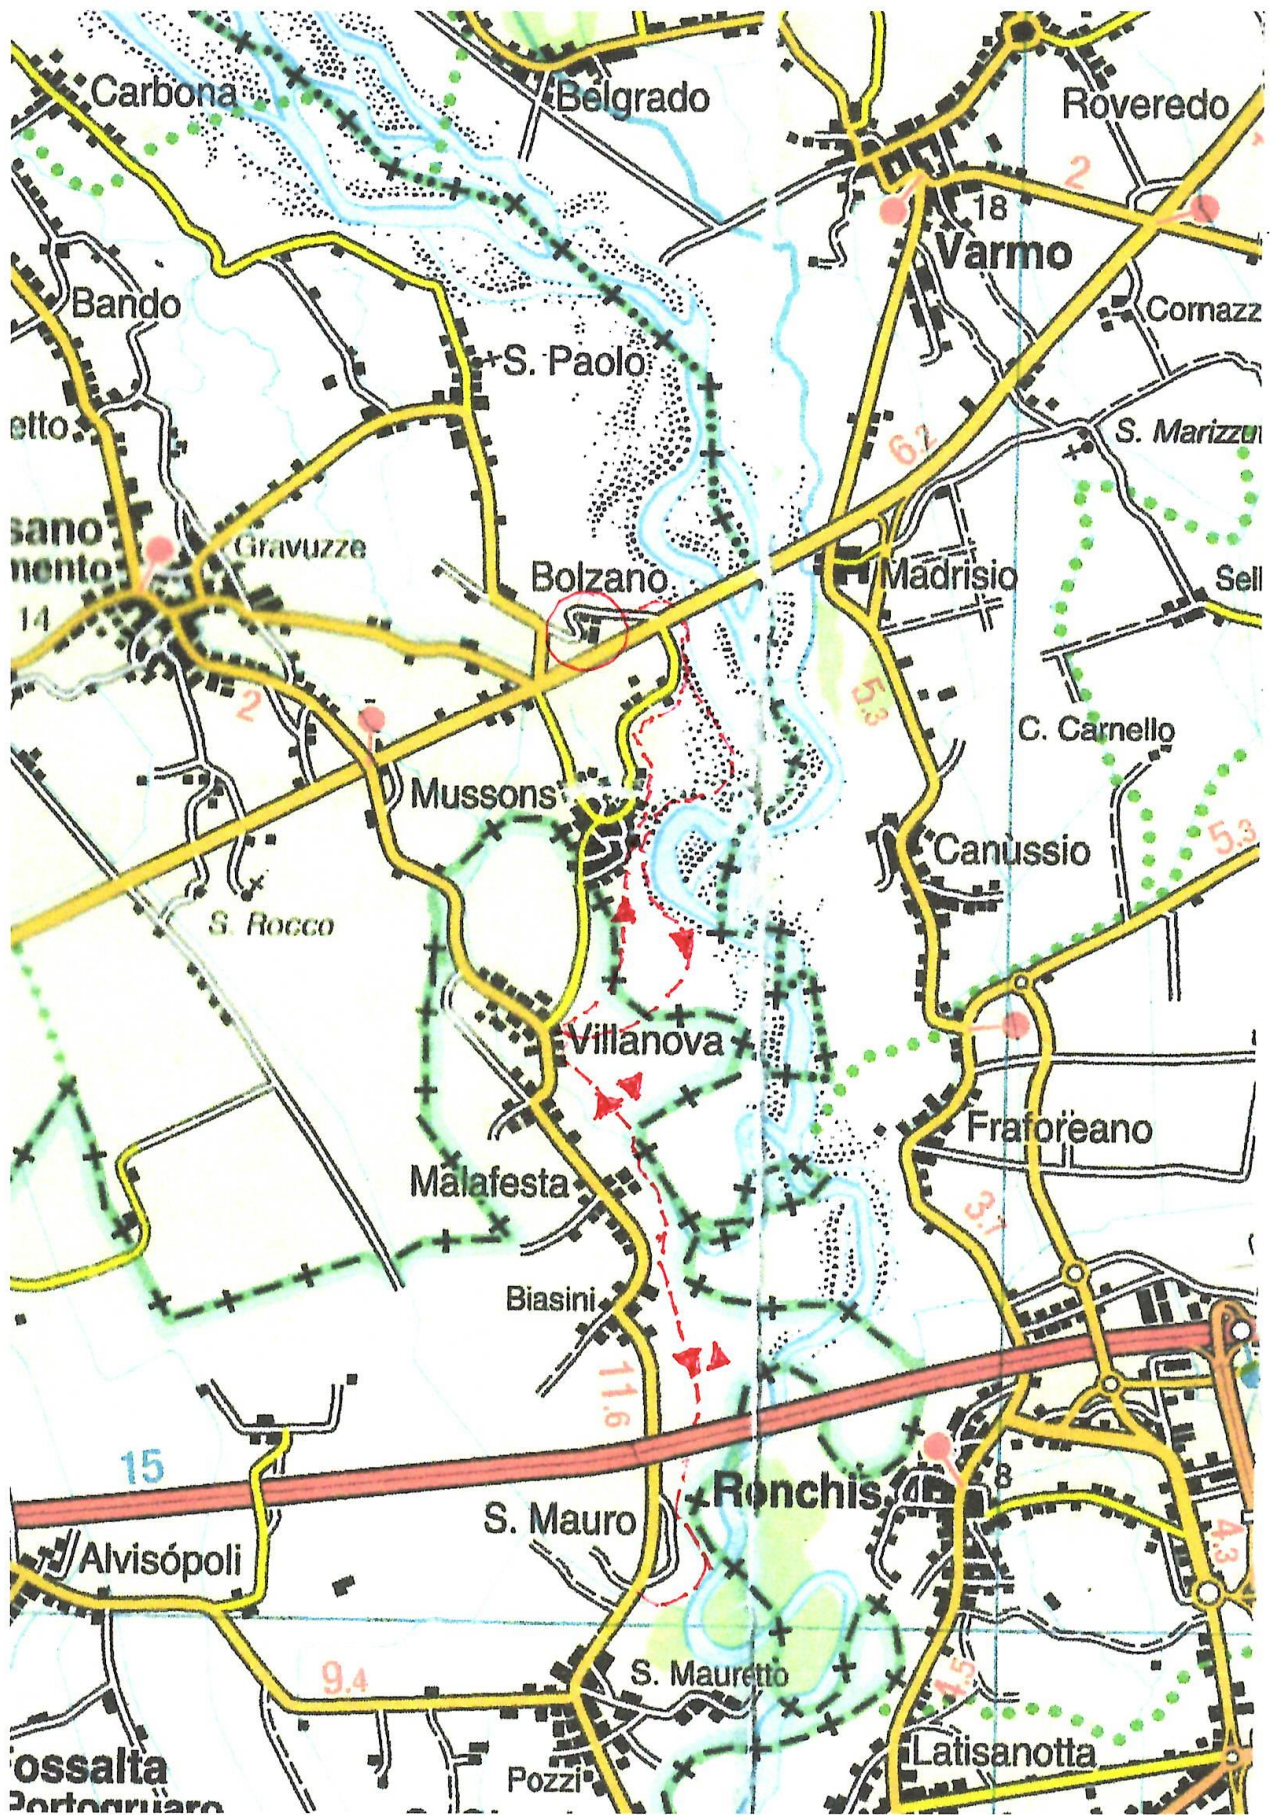 Carbona
Belgrado
Roveredo
2
18
Varmo
Bando
Cornazz
S. Paolo
etto
S. Marizzu
6.2
sano
mento
Gravuzze
14
Bolzano
Madrisio
Sell
2
5.3
C. Carnello
Mussons
Canussio
5.3
S. Rocco
Villanova
Fraforeano
Malafesta
3.7
Biasini
11.6
15
Ronchis
8
S. Mauro
4.3
Alvisópoli
9.4
S. Mauretto
4.5
Latisanotta
ossalta
Pozzi
Portogruaro